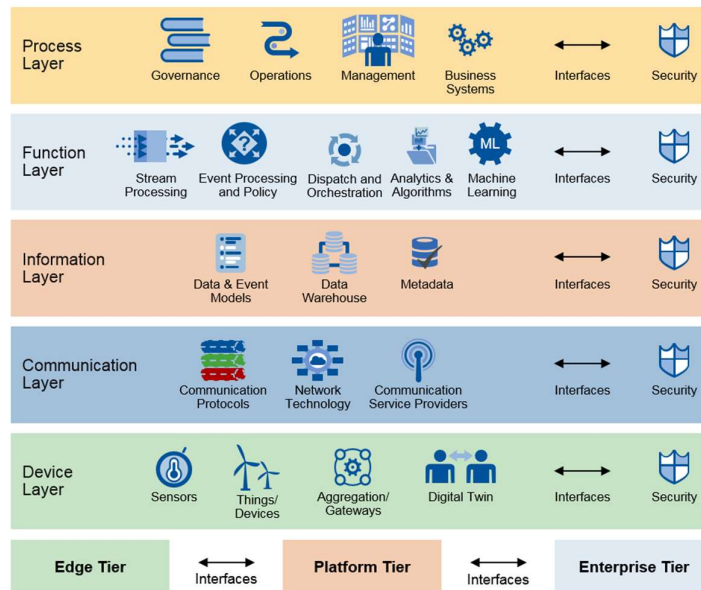 Process
Layer
Governance
Operations
Management
Business
Systems
Interfaces
Security
Function
Layer
Stream
Processing
Event Processing
and Policy
Dispatch and
Orchestration
Analytics &
Algorithms
ML
Machine
Learning
Interfaces
Security
Information
Layer
Data & Event
Models
Data
Warehouse
Metadata
Interfaces
Security
Communication
Layer
Communication
Protocols
Network
Technology
Communication
Service Providers
Interfaces
Security
Device
Layer
Sensors
Things/
Devices
Aggregation/
Gateways
Digital Twin
Interfaces
Security
Edge Tier
Interfaces
Platform Tier
Interfaces
Enterprise Tier